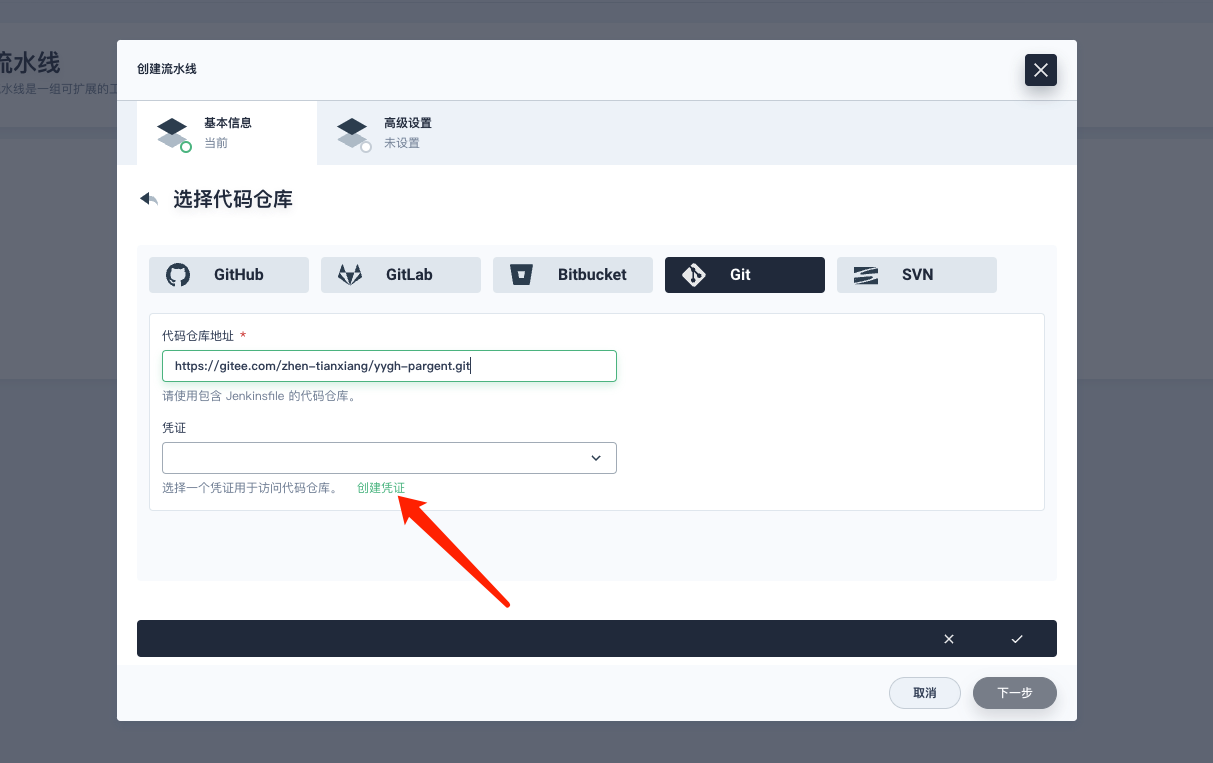 流水线
水线是一组可扩展的工
创建流水线
基本信息
当前
高级设置
未设置
选择代码仓库
GitHub
GitLab
Bitbucket
Git
SVN
代码仓库地址 *
https://gitee.com/zhen-tianxiang/yygh-pargent.git
请使用包含 Jenkinsfile 的代码仓库。
凭证
选择一个凭证用于访问代码仓库。 创建凭证
取消
下一步